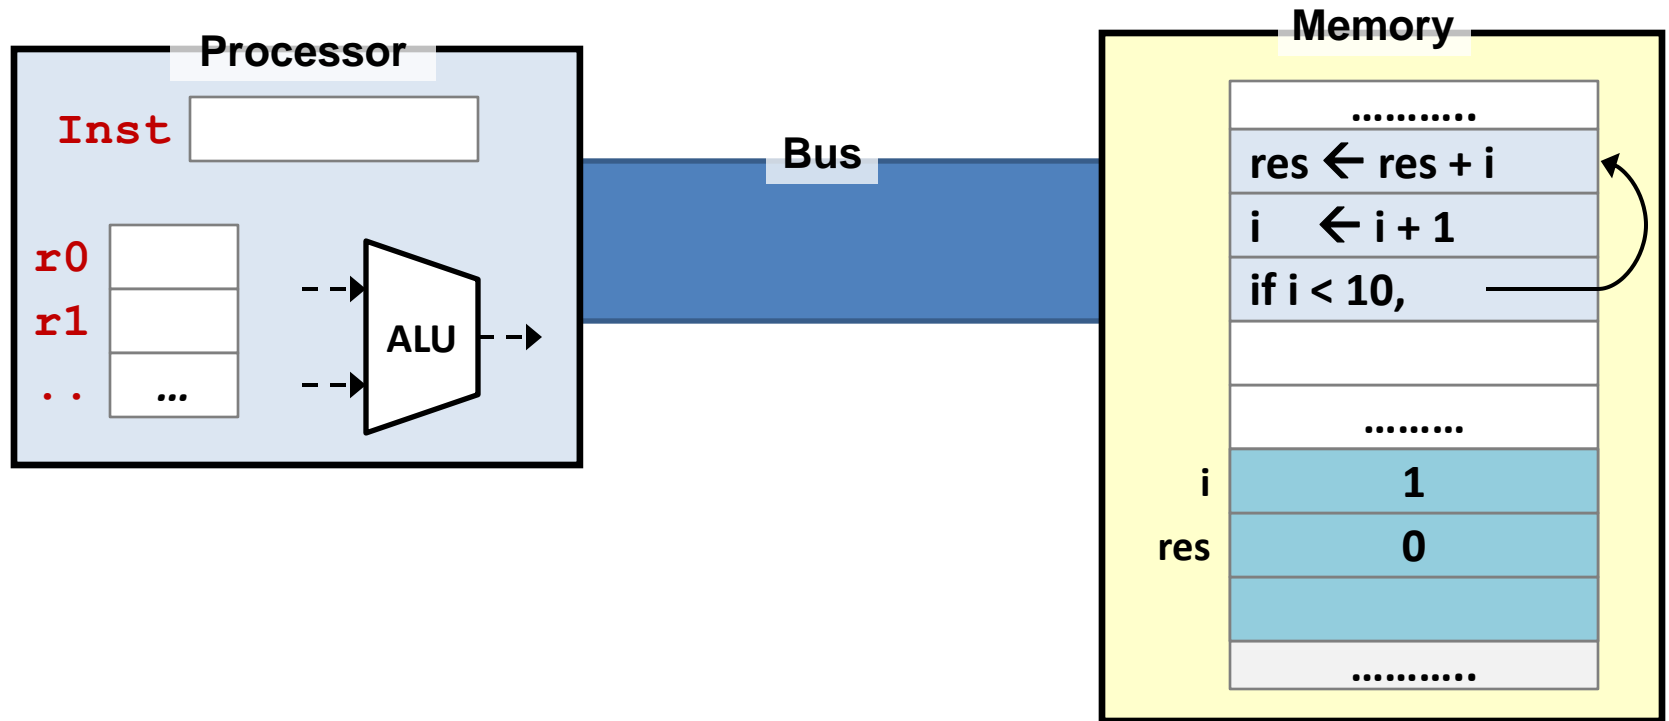 Processor
Inst
r0
r1
.. …
ALU
Bus
Memory
………..
res ← res + i
i ← i + 1
if i < 10,
………
i 1
res 0
………..